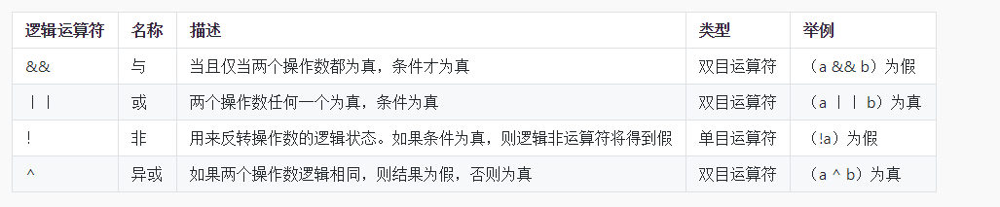 逻辑运算符 名称 描述 类型 举例
&& 与 当且仅当两个操作数都为真，条件才为真 双目运算符 （a && b）为假
｜｜ 或 两个操作数任何一个为真，条件为真 双目运算符 （a ｜｜ b）为真
! 非 用来反转操作数的逻辑状态。如果条件为真，则逻辑非运算符将得到假 单目运算符 （!a）为假
^ 异或 如果两个操作数逻辑相同，则结果为假，否则为真 双目运算符 （a ^ b）为真